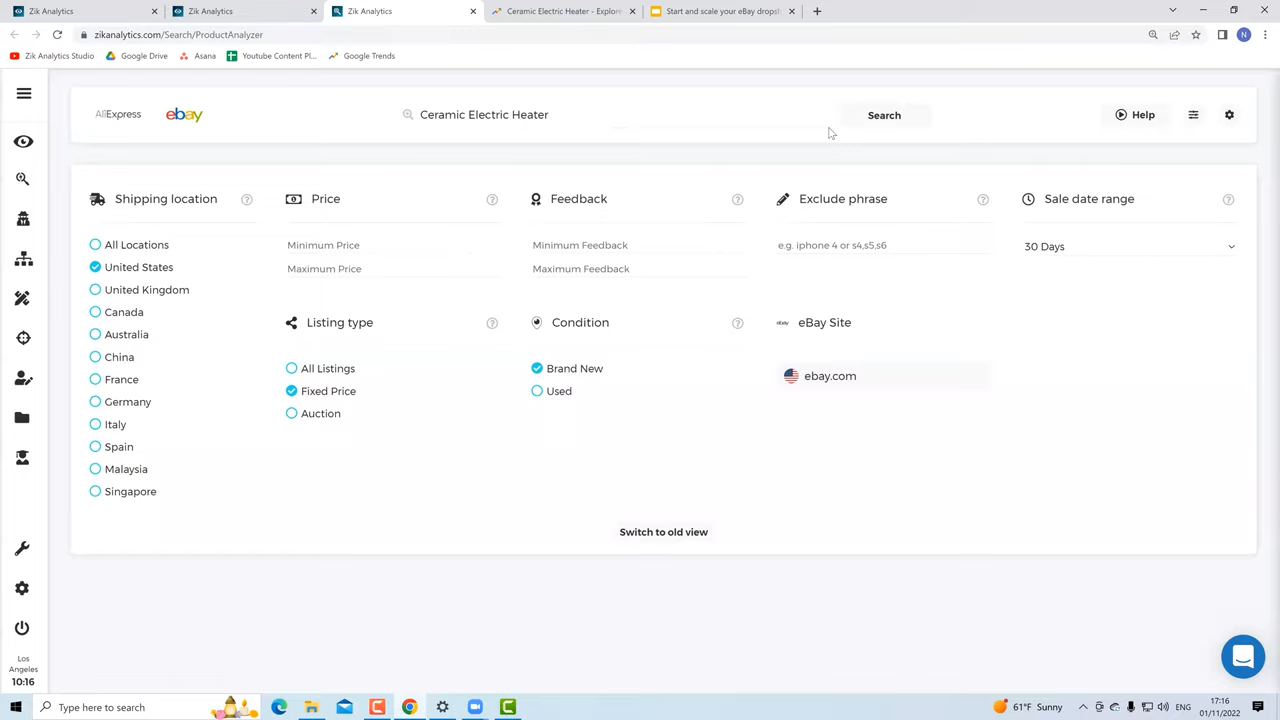 Zik Analytics
Zik Analytics
Zik Analytics
Ceramic Electric Heater - Explore
Start and scale your eBay dropsh
zikanalytics.com/Search/ProductAnalyzer
N
Zik Analytics Studio
Google Drive
Asana
Youtube Content Pl...
Google Trends
AliExpress
ebay
Ceramic Electric Heater
Search
Help
Shipping location
All Locations
United States
United Kingdom
Canada
Australia
China
France
Germany
Italy
Spain
Malaysia
Singapore
Price
Minimum Price
Maximum Price
Listing type
All Listings
Fixed Price
Auction
Feedback
Minimum Feedback
Maximum Feedback
Condition
Brand New
Used
Exclude phrase
e.g. iphone 4 or s4,s5,s6
ebay
eBay Site
ebay.com
Sale date range
30 Days
Switch to old view
Los
Angeles
10:16
Type here to search
61°F Sunny
ENG
17:16
01/11/2022